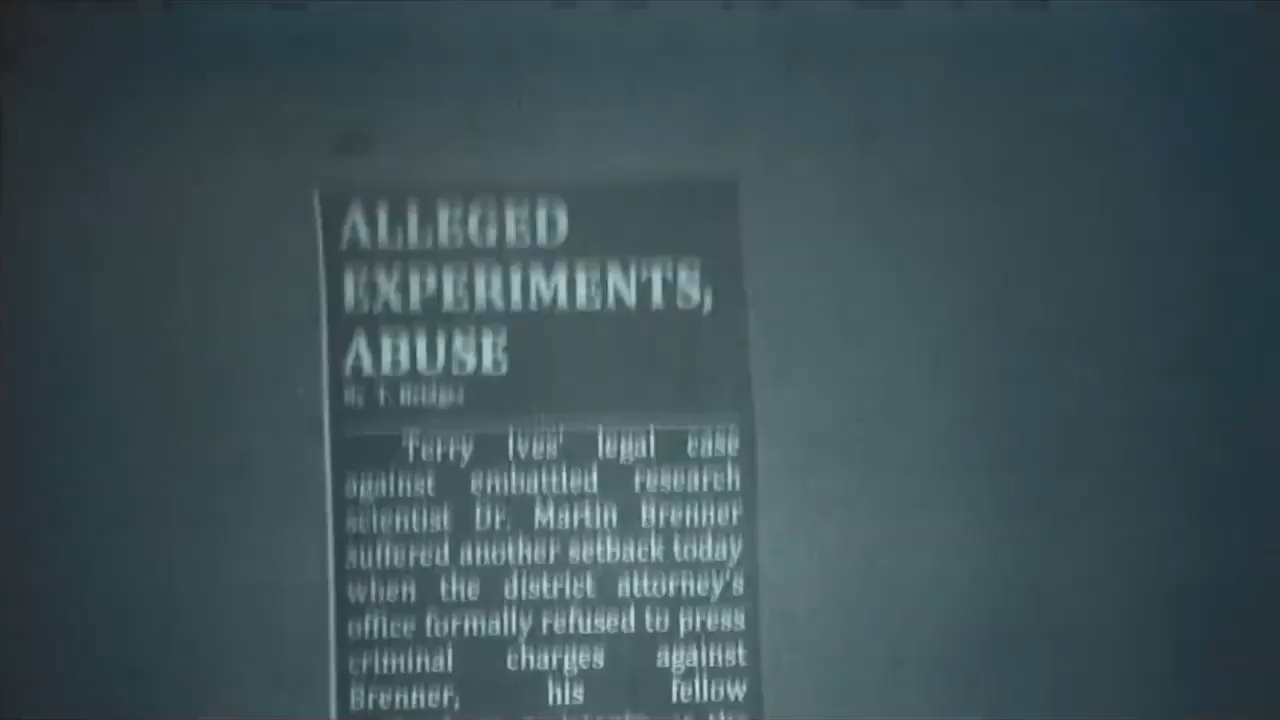 ALLEGED
EXPERIMENTS,
ABUSE
Terry Ives' legal case
against embattled research
scientist Dr. Martin Brenner
suffered another setback today
when the district attorney's
office formally refused to press
criminal charges against
Brenner, his fellow